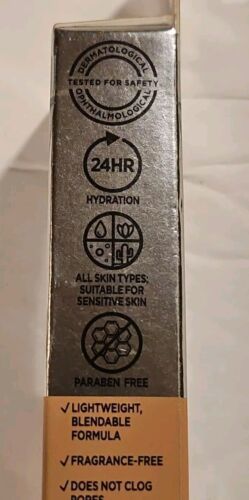 DERMATOLOGICAL
TESTED FOR SAFETY
OPHTHALMOLOGICAL
24HR
HYDRATION
ALL SKIN TYPES;
SUITABLE FOR
SENSITIVE SKIN
PARABEN FREE
✓LIGHTWEIGHT,
BLENDABLE
FORMULA
✓FRAGRANCE-FREE
✓DOES NOT CLOG
PORES